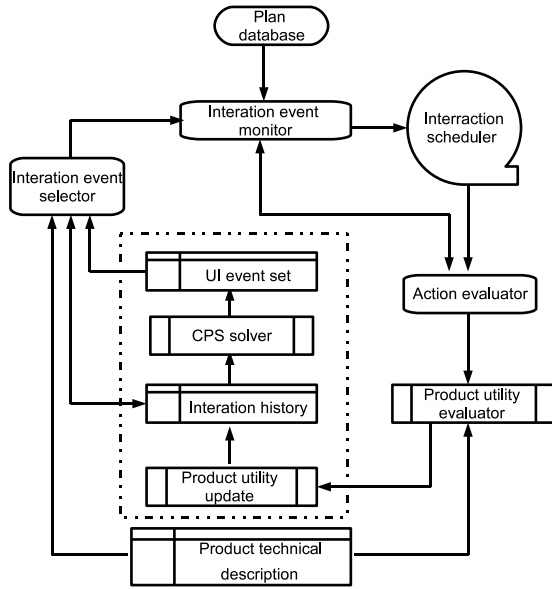 Plan
database
Interation event
monitor
Interraction
scheduler
Interation event
selector
UI event set
Action evaluator
CPS solver
Interation history
Product utility
evaluator
Product utility
update
Product technical
description